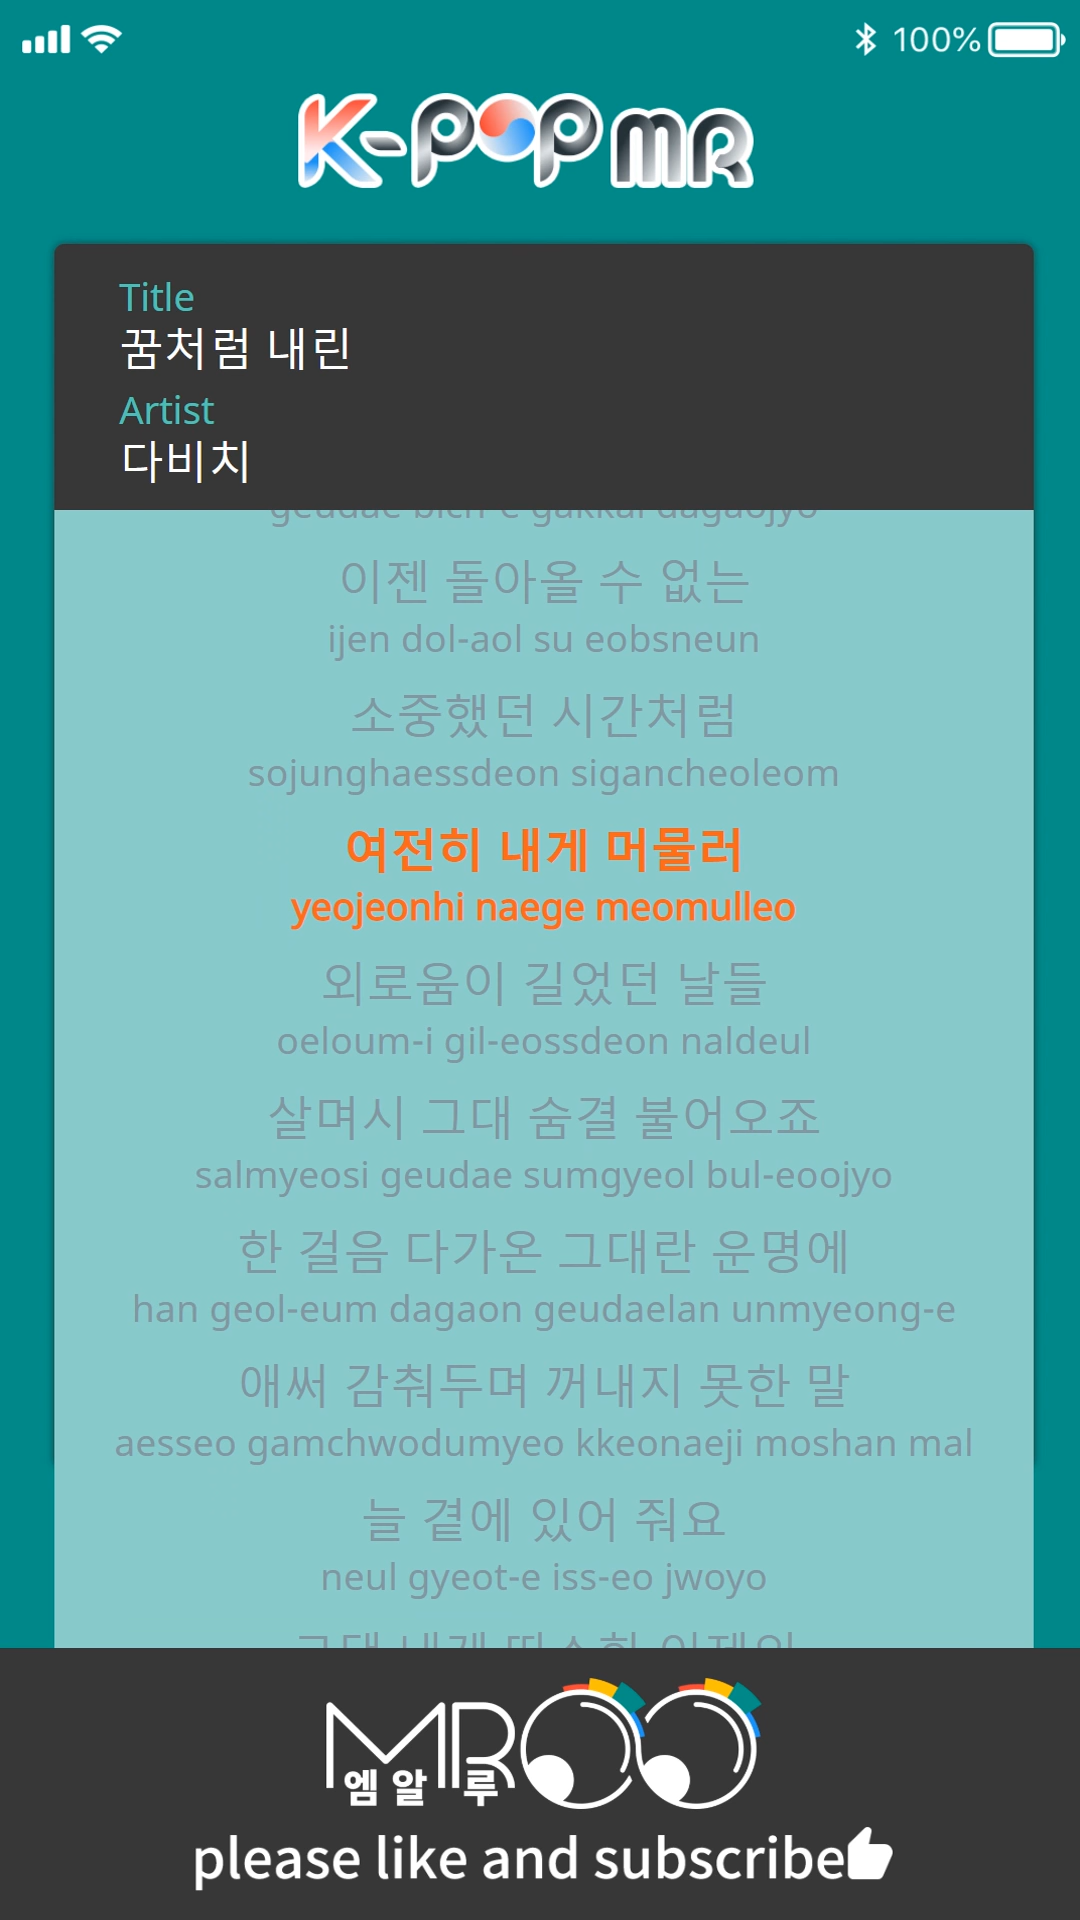 100%
K-POP MR
Title
꿈처럼 내린
Artist
다비치
geudae bich-e gakkai dagaojyo
이젠 돌아올 수 없는
ijen dol-aol su eobsneun
소중했던 시간처럼
sojunghaessdeon sigancheoleom
여전히 내게 머물러
yeojeonhi naege meomulleo
외로움이 길었던 날들
oeloum-i gil-eossdeon naldeul
살며시 그대 숨결 불어오죠
salmyeosi geudae sumgyeol bul-eoojyo
한 걸음 다가온 그대란 운명에
han geol-eum dagaon geudaelan unmyeong-e
애써 감춰두며 꺼내지 못한 말
aesseo gamchwodumyeo kkeonaeji moshan mal
늘 곁에 있어 줘요
neul gyeot-e iss-eo jwoyo
MROO
엠 알 루
please like and subscribe